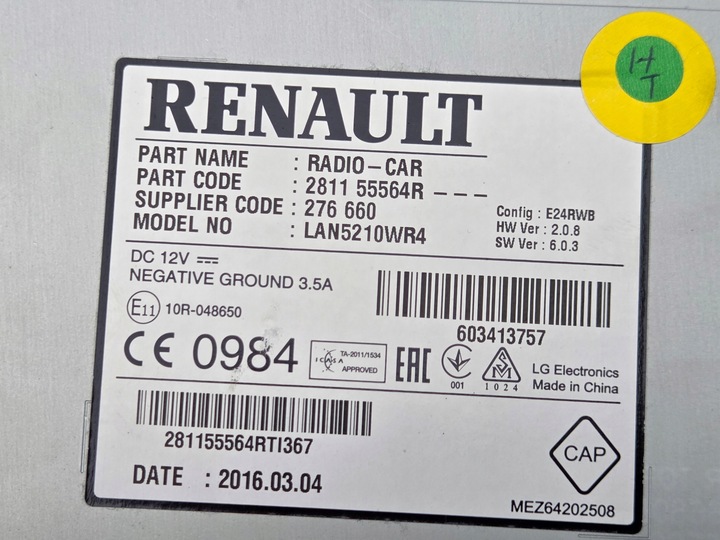 H
T
RENAULT
PART NAME : RADIO-CAR
PART CODE : 2811 55564R ---
SUPPLIER CODE : 276 660
MODEL NO : LAN5210WR4
Config : E24RWB
HW Ver : 2.0.8
SW Ver : 6.0.3
DC 12V
NEGATIVE GROUND 3.5A
E11 10R-048650
603413757
CE 0984
ICASA
TA-2011/1534
APPROVED
EAC
001
1024
LG Electronics
Made in China
281155564RTI367
DATE : 2016.03.04
CAP
MEZ64202508